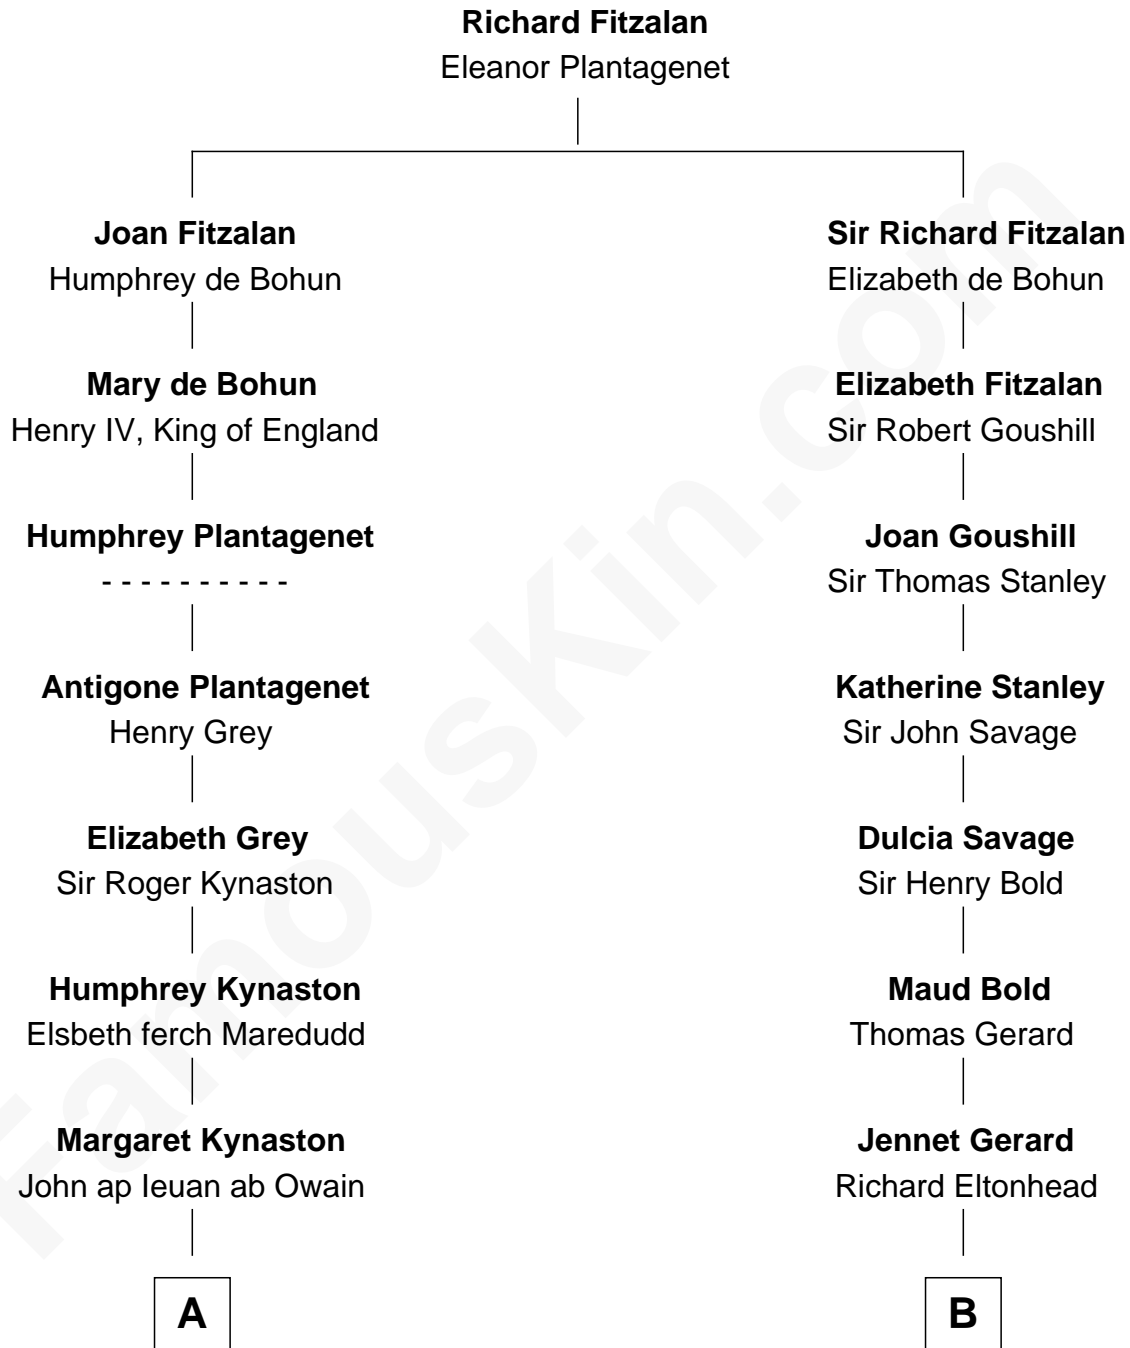 Richard Fitzalan
Eleanor Plantagenet
Joan Fitzalan
Humphrey de Bohun
Sir Richard Fitzalan
Elizabeth de Bohun
Mary de Bohun
Henry IV, King of England
Elizabeth Fitzalan
Sir Robert Goushill
Humphrey Plantagenet
- - - - - - - - - -
Joan Goushill
Sir Thomas Stanley
Antigone Plantagenet
Henry Grey
Katherine Stanley
Sir John Savage
Elizabeth Grey
Sir Roger Kynaston
Dulcia Savage
Sir Henry Bold
Humphrey Kynaston
Elsbeth ferch Maredudd
Maud Bold
Thomas Gerard
Margaret Kynaston
John ap Ieuan ab Owain
Jennet Gerard
Richard Eltonhead
A
B
FamousKin.com